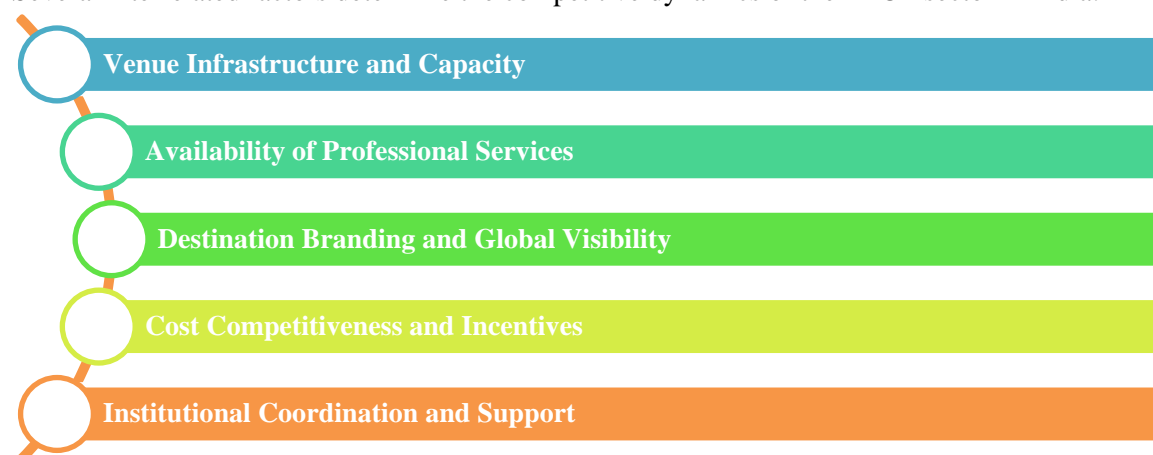 Venue Infrastructure and Capacity
Availability of Professional Services
Destination Branding and Global Visibility
Cost Competitiveness and Incentives
Institutional Coordination and Support